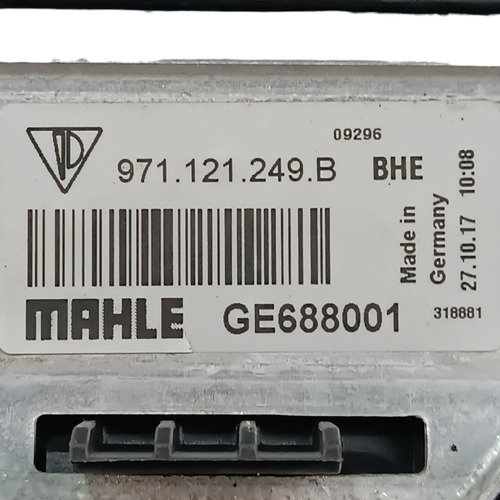 09296
971.121.249.B BHE
MAHLE GE688001
Made in
Germany
27.10.17 10:08
318881